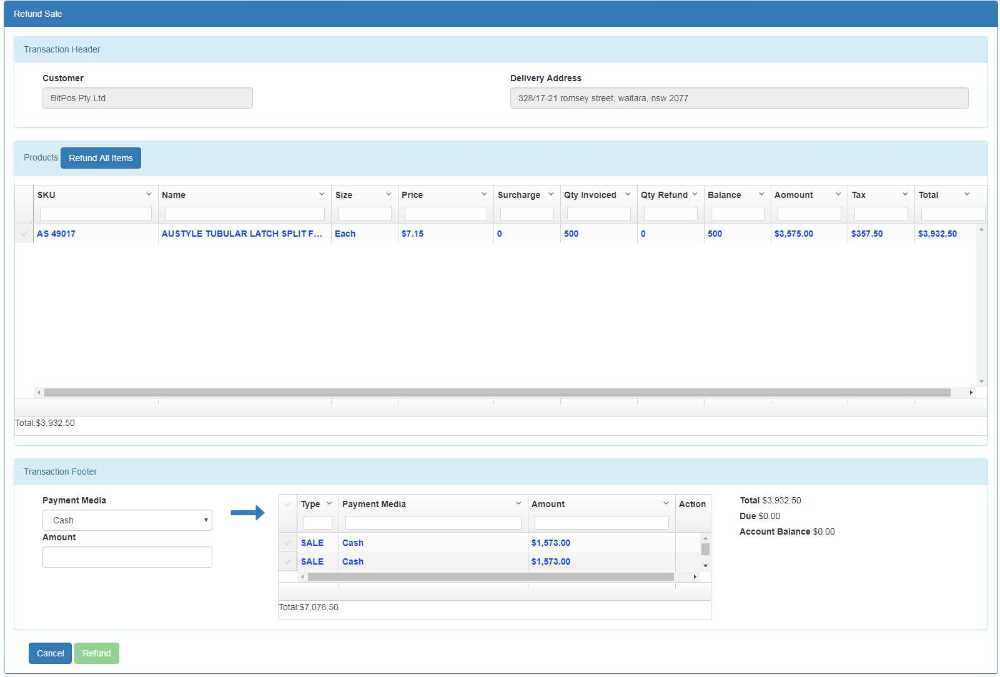 Refund Sale
Transaction Header
Customer
Delivery Address
BitPos Pty Ltd
328/17-21 romsey street, waitara, nsw 2077
Products Refund All Items
SKU Name Size Price Surcharge Qty Invoiced Qty Refund Balance Aomount Tax Total
AS 49017 AUSTYLE TUBULAR LATCH SPLIT F... Each $7.15 0 500 0 500 $3,575.00 $357.50 $3,932.50
Total:$3,932.50
Transaction Footer
Payment Media
Cash
Amount
Type Payment Media Amount Action
SALE Cash $1,573.00
SALE Cash $1,573.00
Total:$7,078.50
Total $3,932.50
Due $0.00
Account Balance $0.00
Cancel Refund